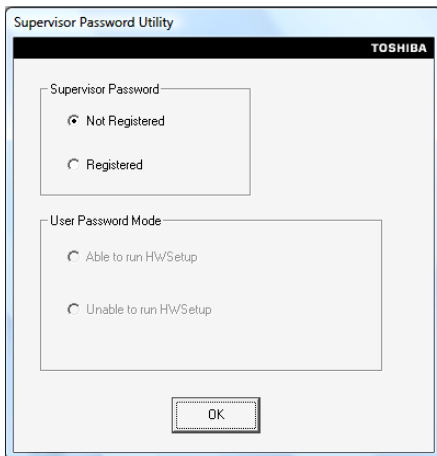 Supervisor Password Utility
TOSHIBA
Supervisor Password
Not Registered
Registered
User Password Mode
Able to run HWSetup
Unable to run HWSetup
OK